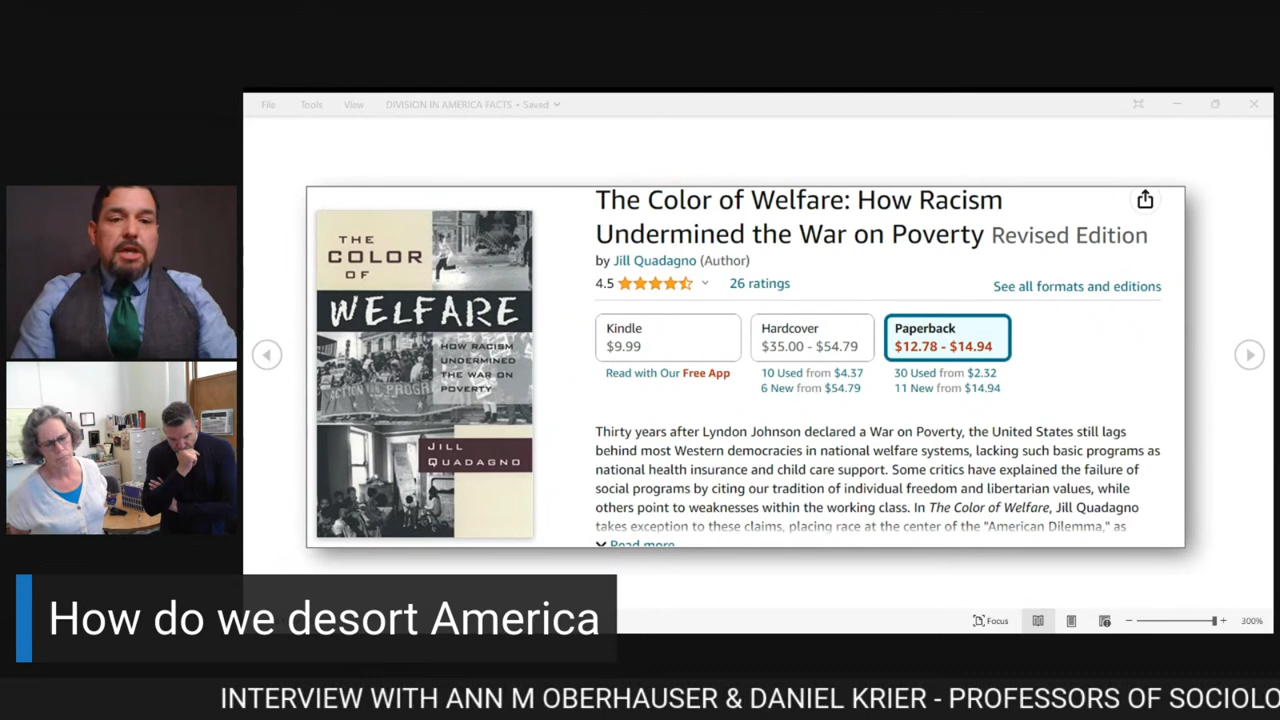 File Tools View DIVISION IN AMERICA FACTS • Saved
THE
COLOR
OF
WELFARE
HOW RACISM
UNDERMINED
THE WAR ON
POVERTY
JILL
QUADAGNO
The Color of Welfare: How Racism
Undermined the War on Poverty Revised Edition
by Jill Quadagno (Author)
4.5 26 ratings
See all formats and editions
Kindle
$9.99
Read with Our Free App
Hardcover
$35.00 - $54.79
10 Used from $4.37
6 New from $54.79
Paperback
$12.78 - $14.94
30 Used from $2.32
11 New from $14.94
Thirty years after Lyndon Johnson declared a War on Poverty, the United States still lags
behind most Western democracies in national welfare systems, lacking such basic programs as
national health insurance and child care support. Some critics have explained the failure of
social programs by citing our tradition of individual freedom and libertarian values, while
others point to weaknesses within the working class. In The Color of Welfare, Jill Quadagno
takes exception to these claims, placing race at the center of the "American Dilemma," as
Read more
Focus
300%
How do we desort America
INTERVIEW WITH ANN M OBERHAUSER & DANIEL KRIER - PROFESSORS OF SOCIOLO